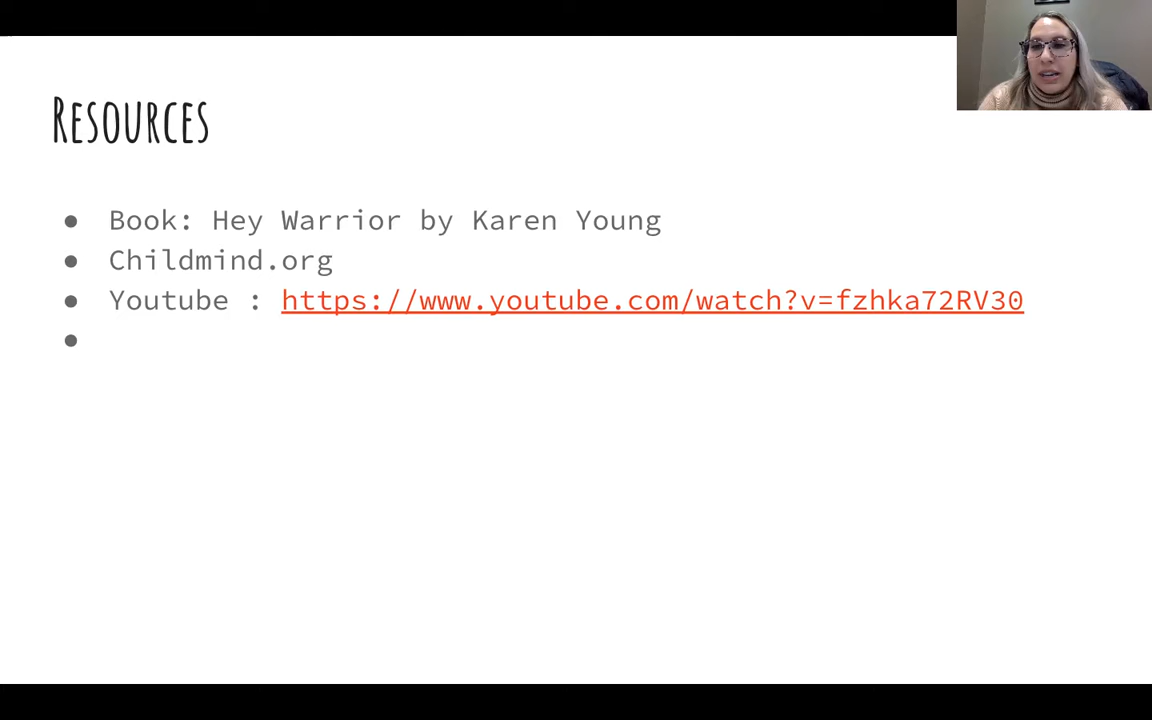 Resources
● Book: Hey Warrior by Karen Young
● Childmind.org
● Youtube : https://www.youtube.com/watch?v=fzhka72RV30
●